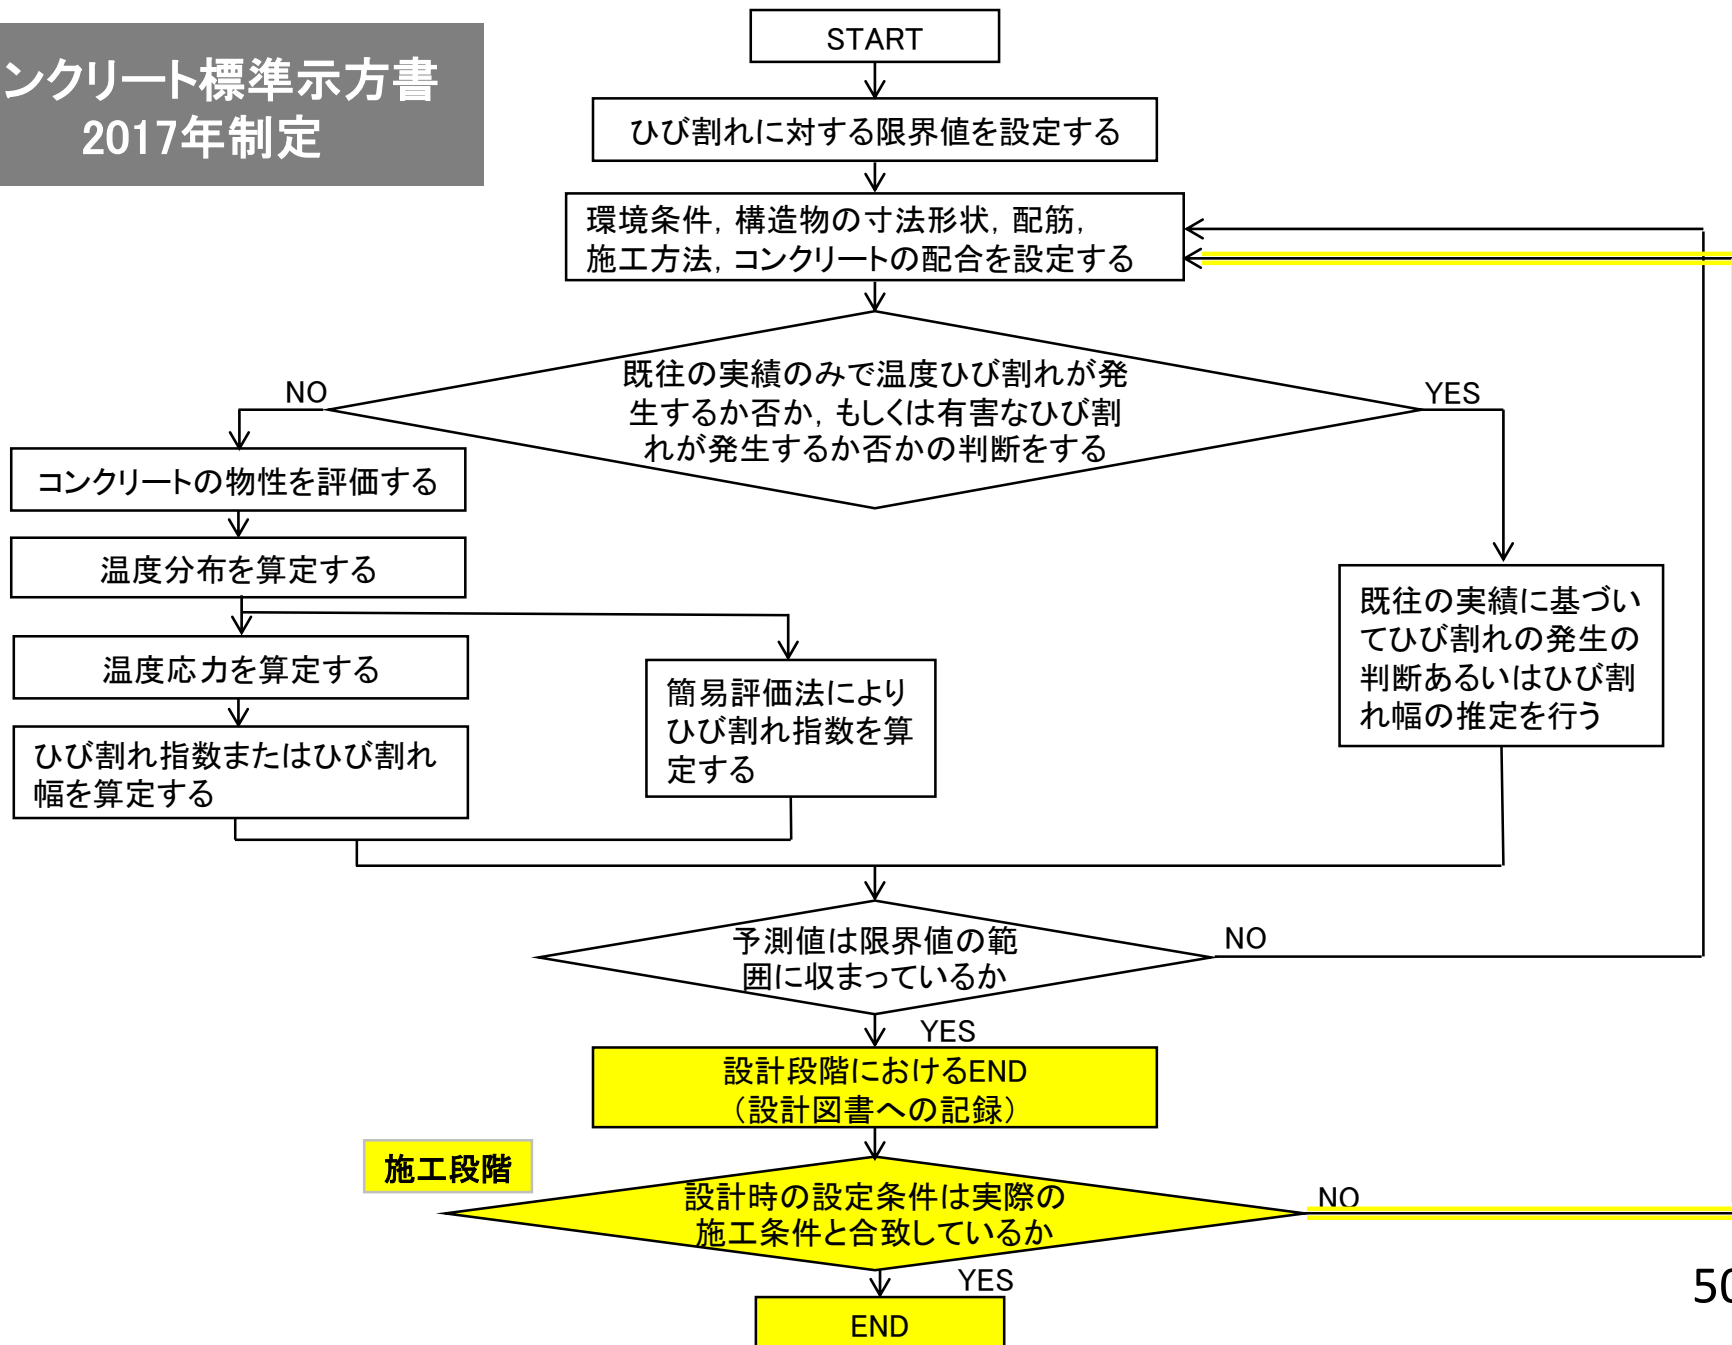 ンクリート標準示方書
2017年制定
START
ひび割れに対する限界値を設定する
環境条件，構造物の寸法形状，配筋，
施工方法，コンクリートの配合を設定する
既往の実績のみで温度ひび割れが発
生するか否か，もしくは有害なひび割
れが発生するか否かの判断をする
NO
YES
コンクリートの物性を評価する
温度分布を算定する
温度応力を算定する
ひび割れ指数またはひび割れ
幅を算定する
簡易評価法により
ひび割れ指数を算
定する
既往の実績に基づい
てひび割れの発生の
判断あるいはひび割
れ幅の推定を行う
予測値は限界値の範
囲に収まっているか
NO
YES
設計段階におけるEND
（設計図書への記録）
施工段階
設計時の設定条件は実際の
施工条件と合致しているか
NO
YES
END
50